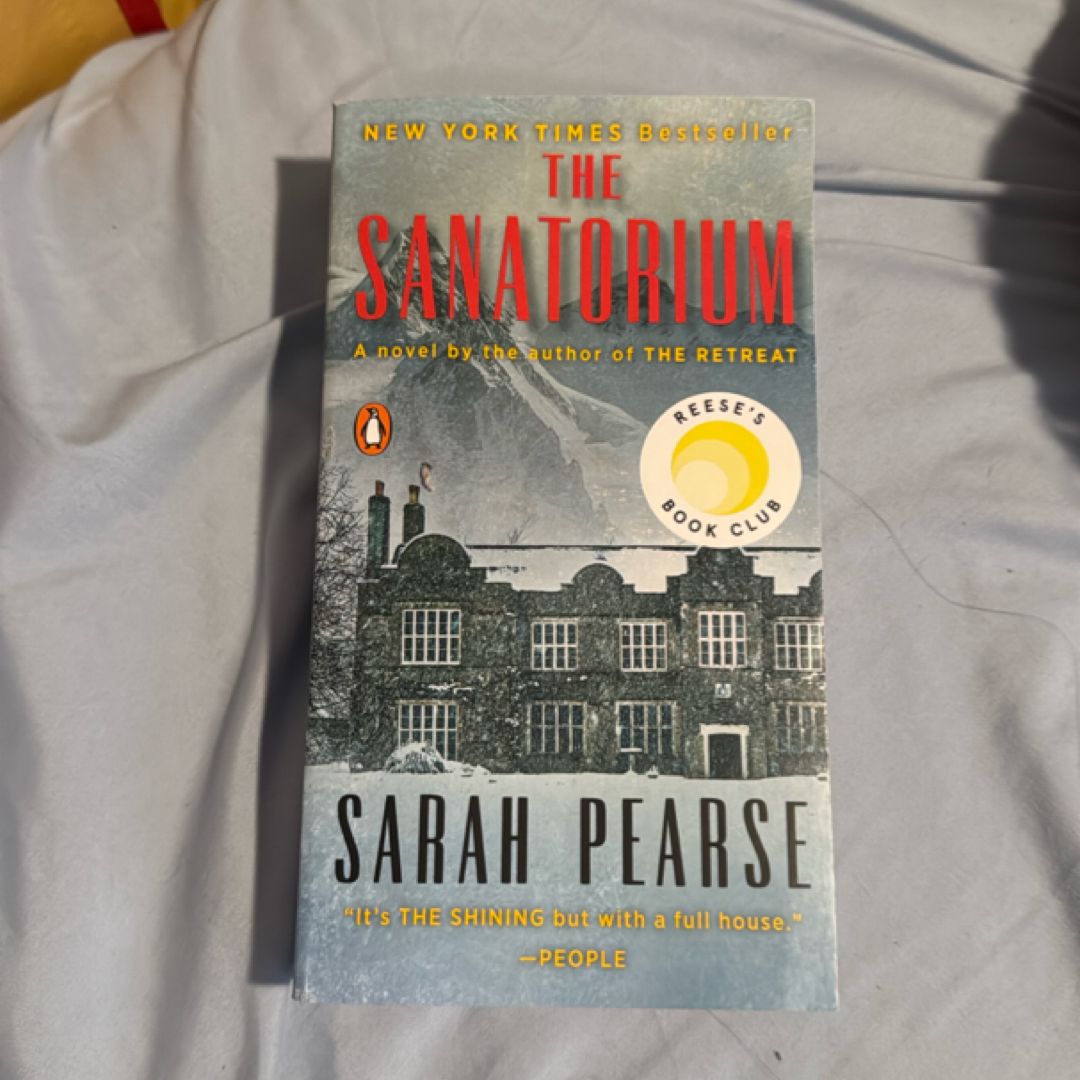 NEW YORK TIMES Bestseller
THE
SANATORIUM
A novel by the author of THE RETREAT
REESE'S
BOOK CLUB
SARAH PEARSE
“It's THE SHINING but with a full house.”
—PEOPLE